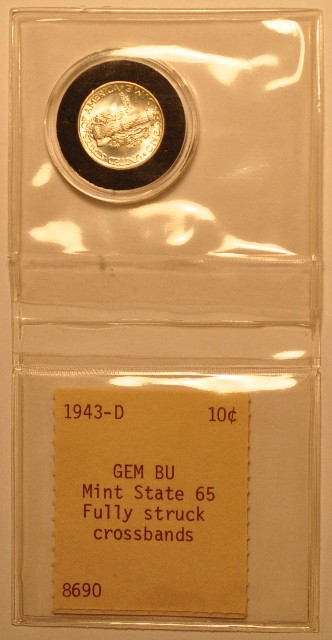 1943-D 10¢
GEM BU
Mint State 65
Fully struck
crossbands
8690